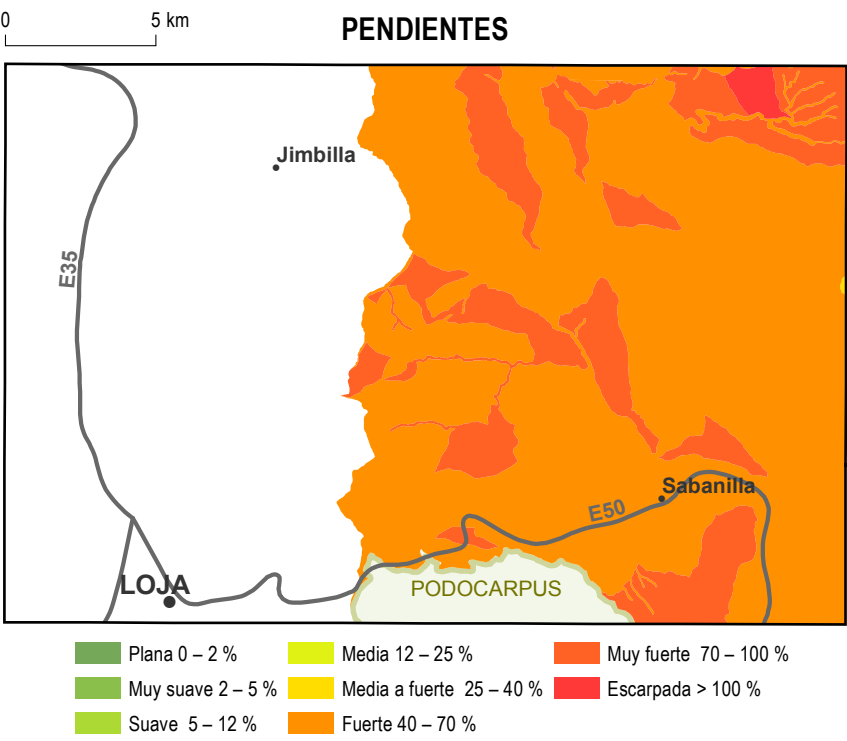 0 5 km
PENDIENTES
Jimbilla
E35
Sabanilla
E50
LOJA
PODOCARPUS
Plana 0 – 2 %
Muy suave 2 – 5 %
Suave 5 – 12 %
Media 12 – 25 %
Media a fuerte 25 – 40 %
Fuerte 40 – 70 %
Muy fuerte 70 – 100 %
Escarpada > 100 %